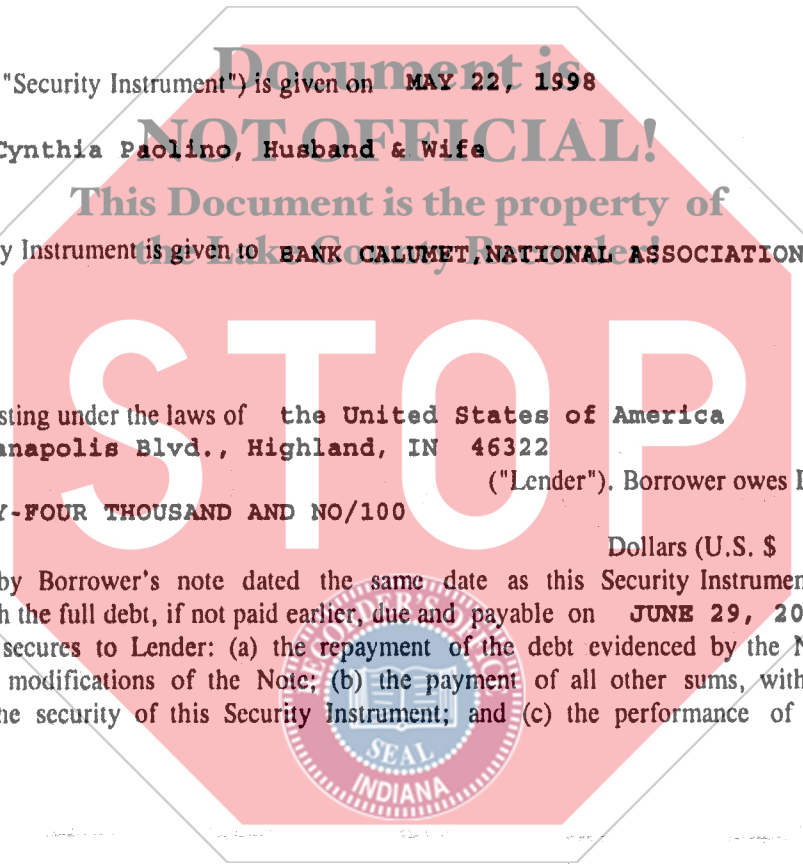 Document is
"Security Instrument") is given on MAY 22, 1998
NOT OFFICIAL!
Cynthia Paolino, Husband & Wife
This Document is the property of
the Lake County Recorder!
y Instrument is given to BANK CALUMET,NATIONAL ASSOCIATION
STOP
sting under the laws of the United States of America
anapolis Blvd., Highland, IN 46322
("Lender"). Borrower owes
Y-FOUR THOUSAND AND NO/100
Dollars (U.S. $
by Borrower's note dated the same date as this Security Instrumen
h the full debt, if not paid earlier, due and payable on JUNE 29, 20
secures to Lender: (a) the repayment of the debt evidenced by the N
modifications of the Note; (b) the payment of all other sums, with
he security of this Security Instrument; and (c) the performance of
RECORDER'S OFFICE
SEAL
INDIANA